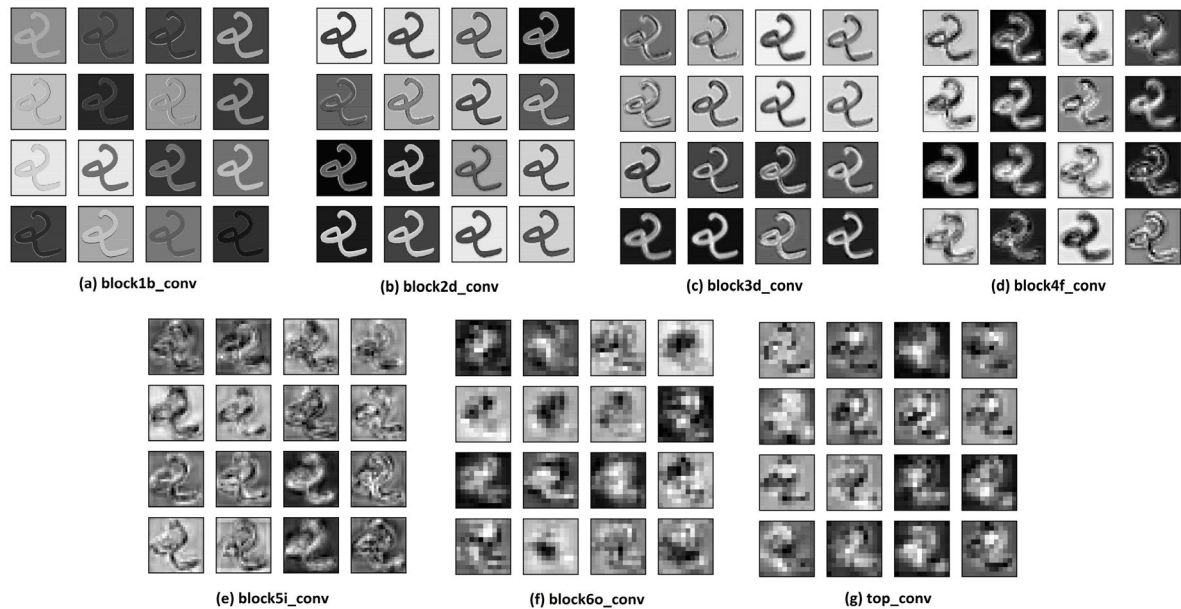 (a) block1b_conv
(b) block2d_conv
(c) block3d_conv
(d) block4f_conv
(e) block5i_conv
(f) block6o_conv
(g) top_conv